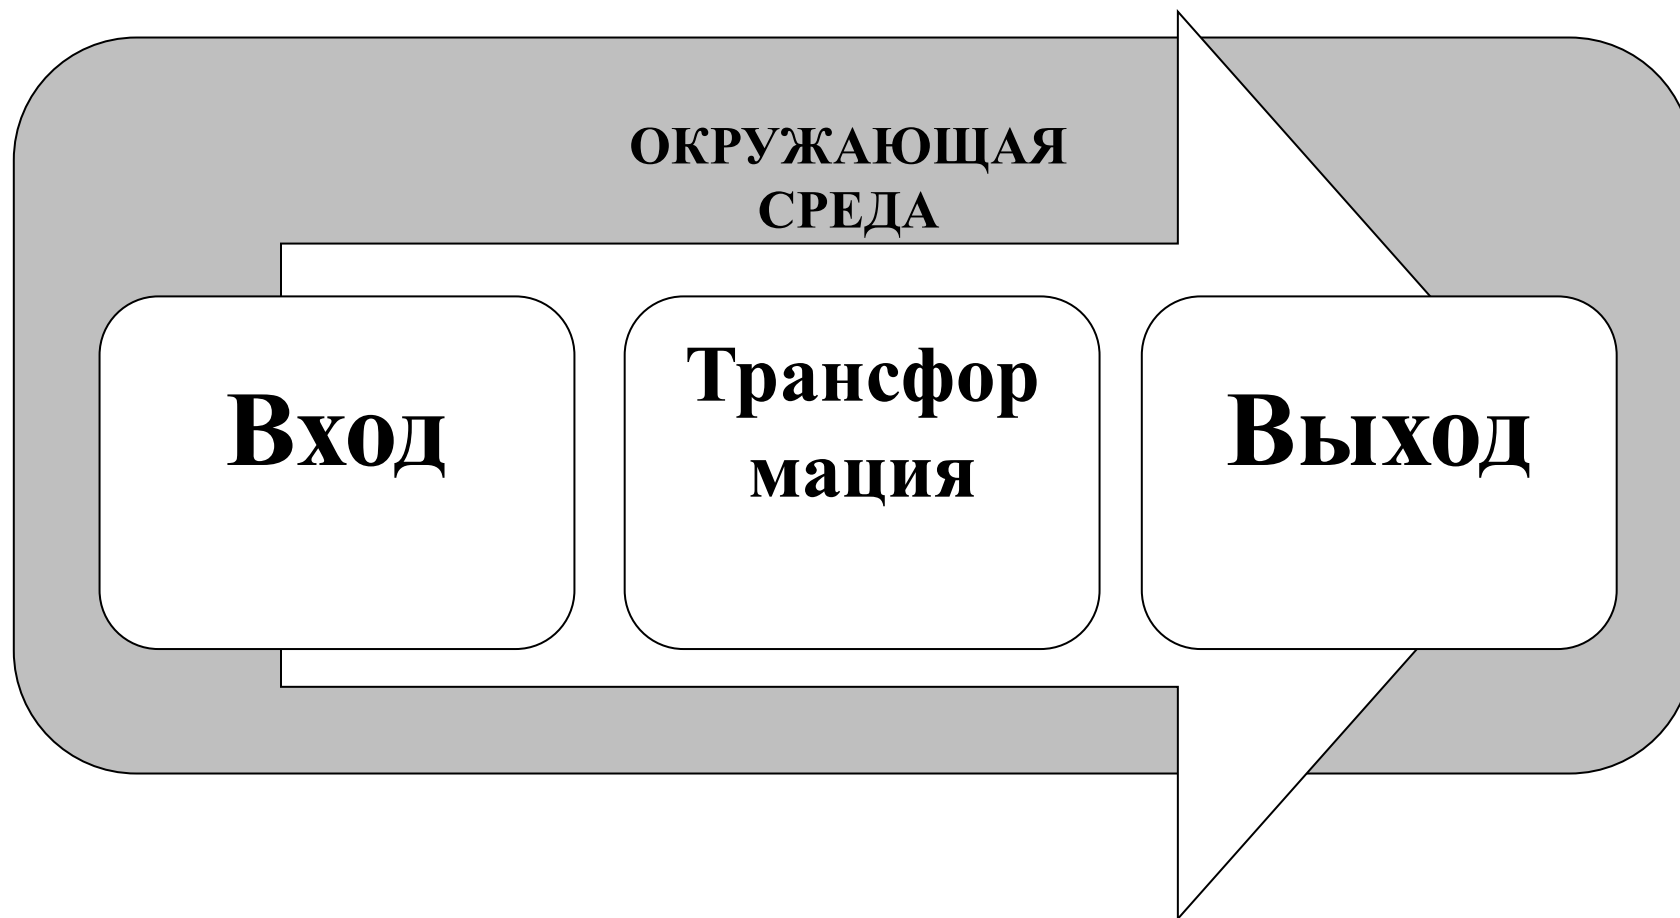 ОКРУЖАЮЩАЯ
СРЕДА
Вход
Трансфор
мация
Выход